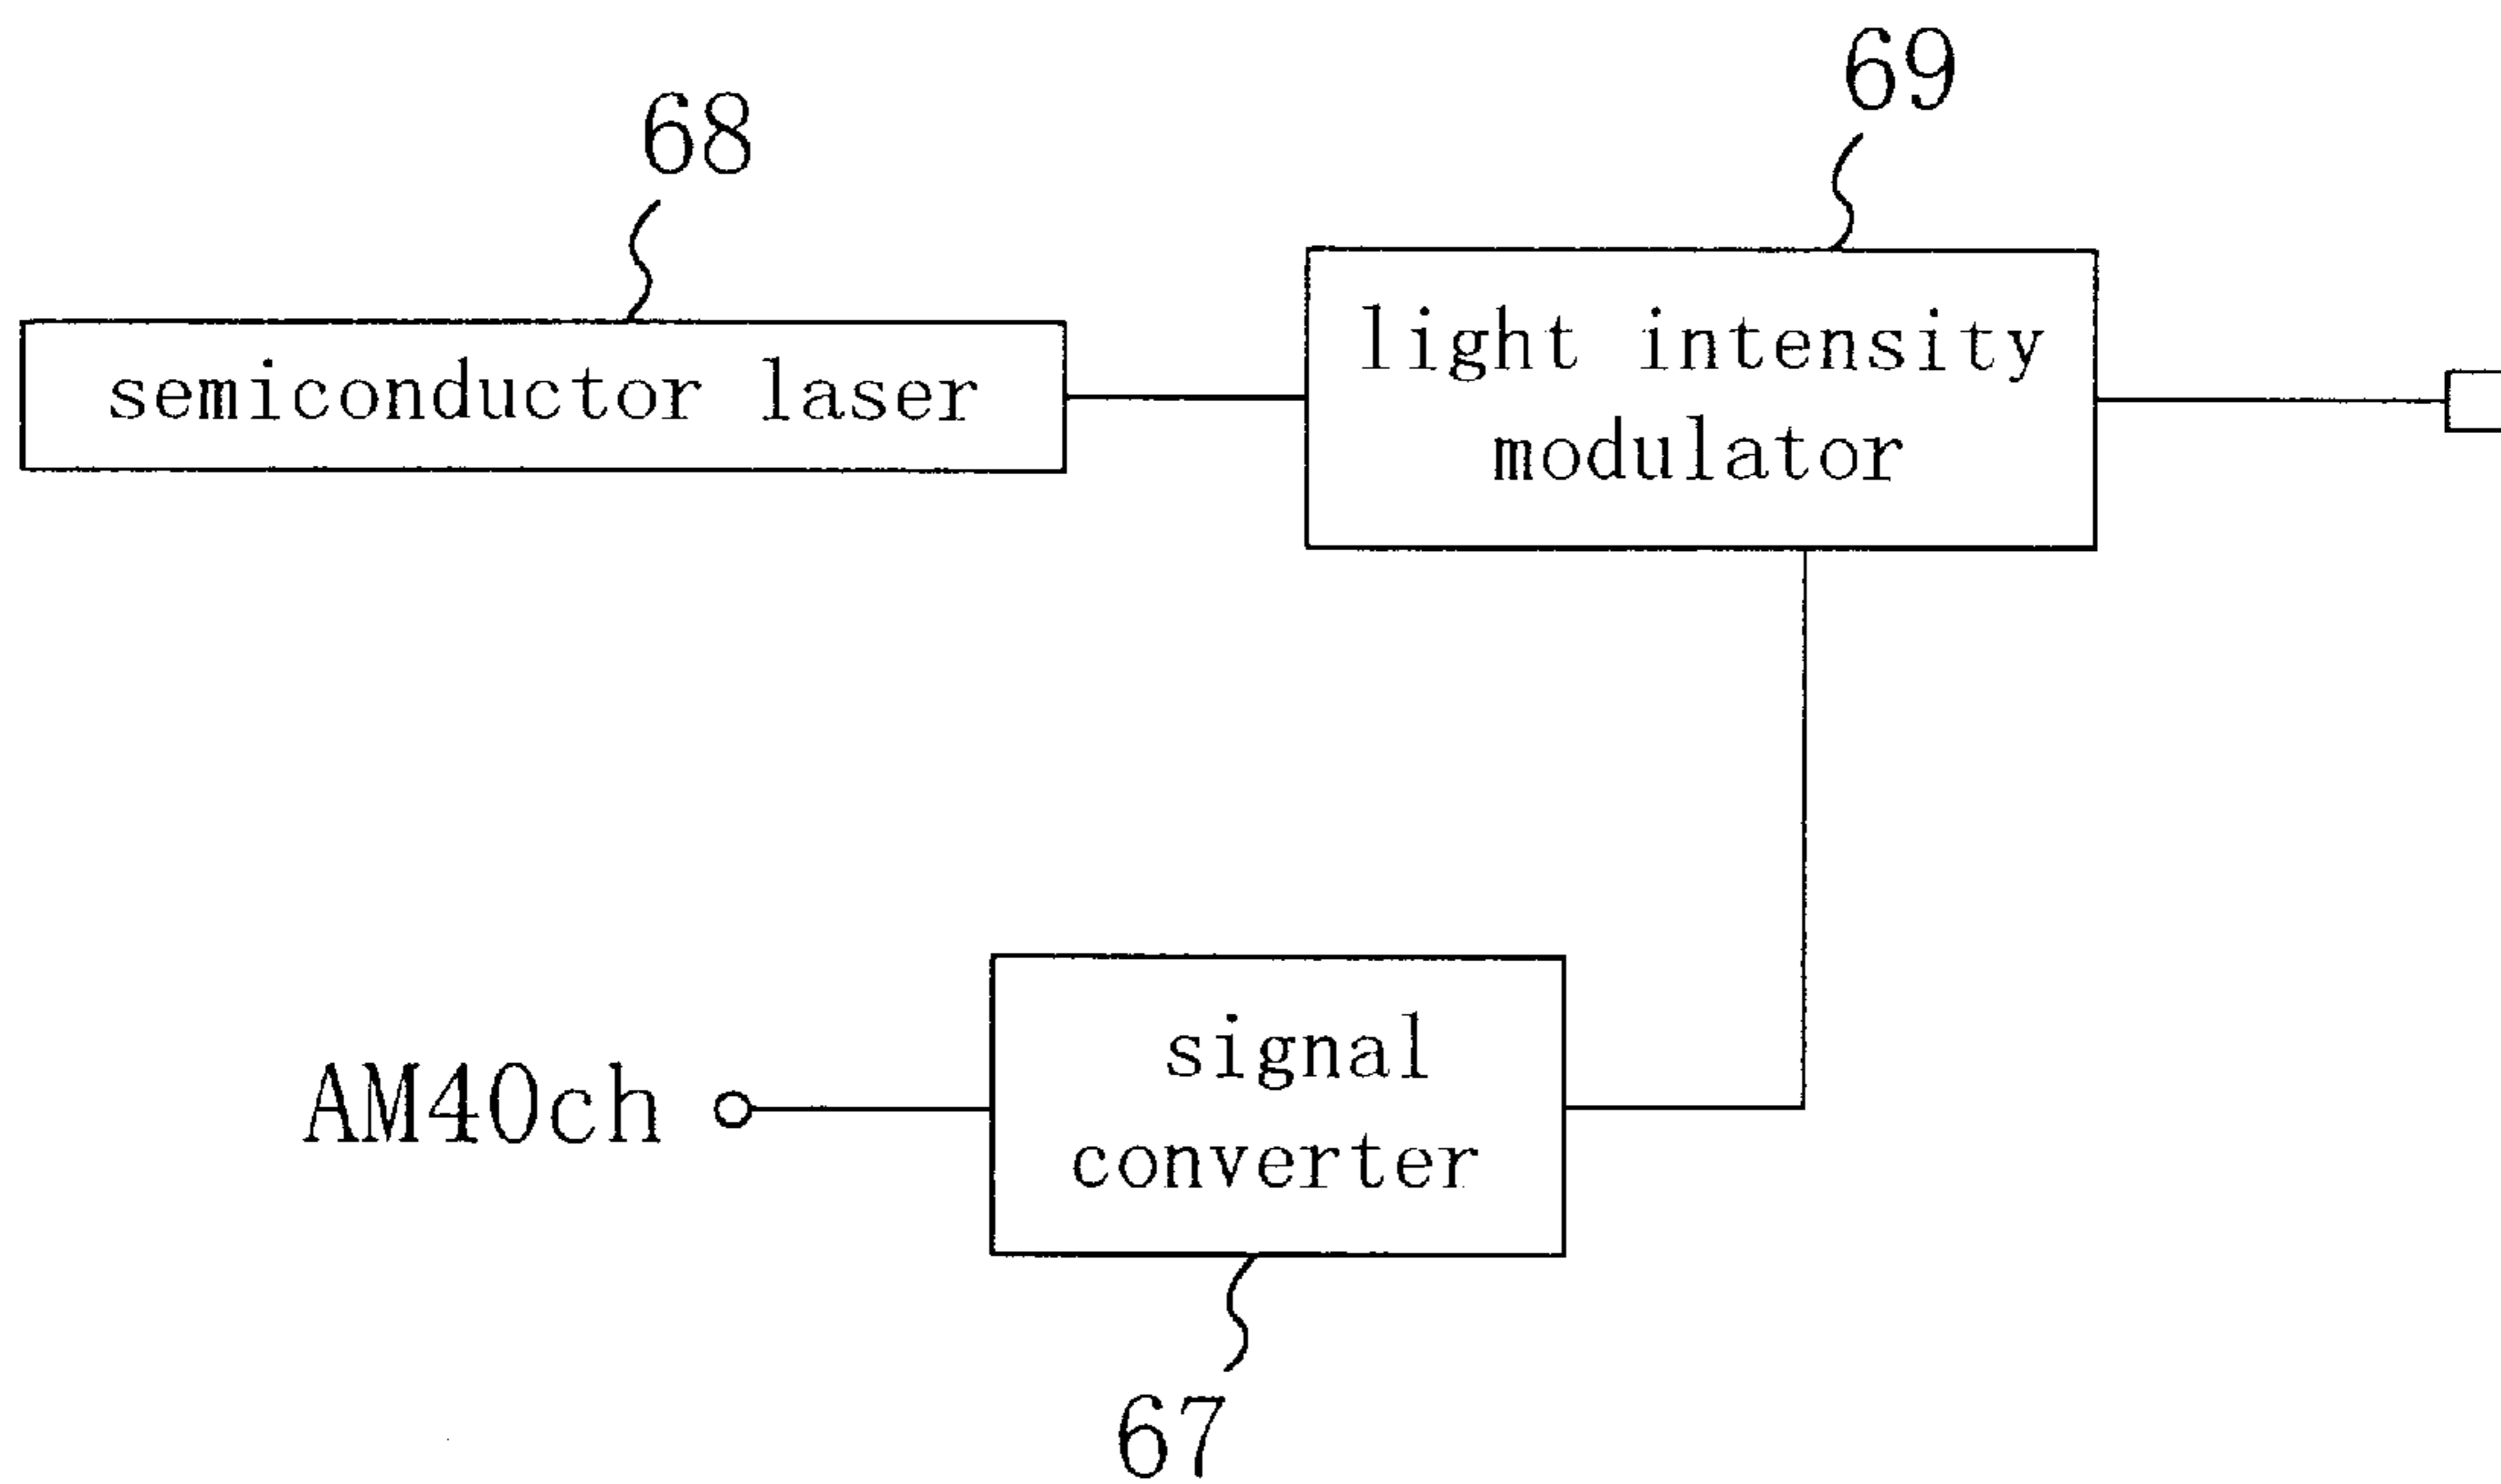 69
68
light intensity
modulator
semiconductor laser
signal
converter
AM40ch
67